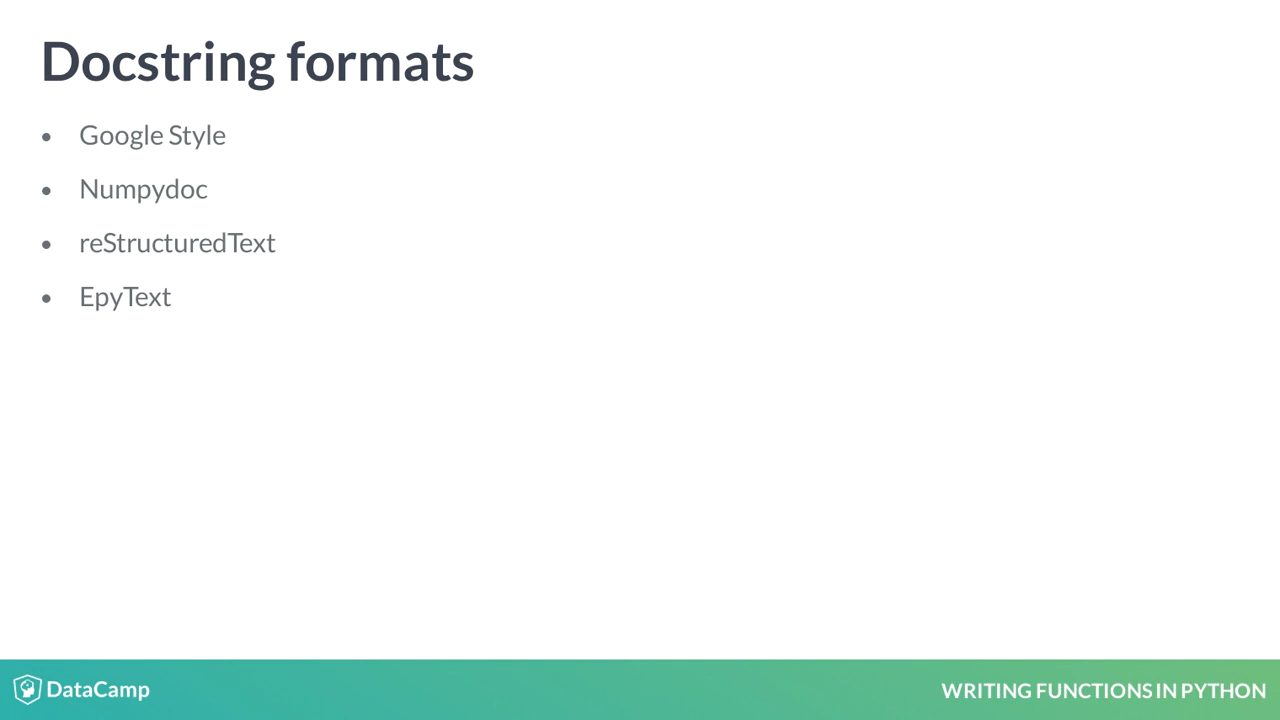 Docstring formats
• Google Style
• Numpydoc
• reStructuredText
• EpyText
DataCamp
WRITING FUNCTIONS IN PYTHON